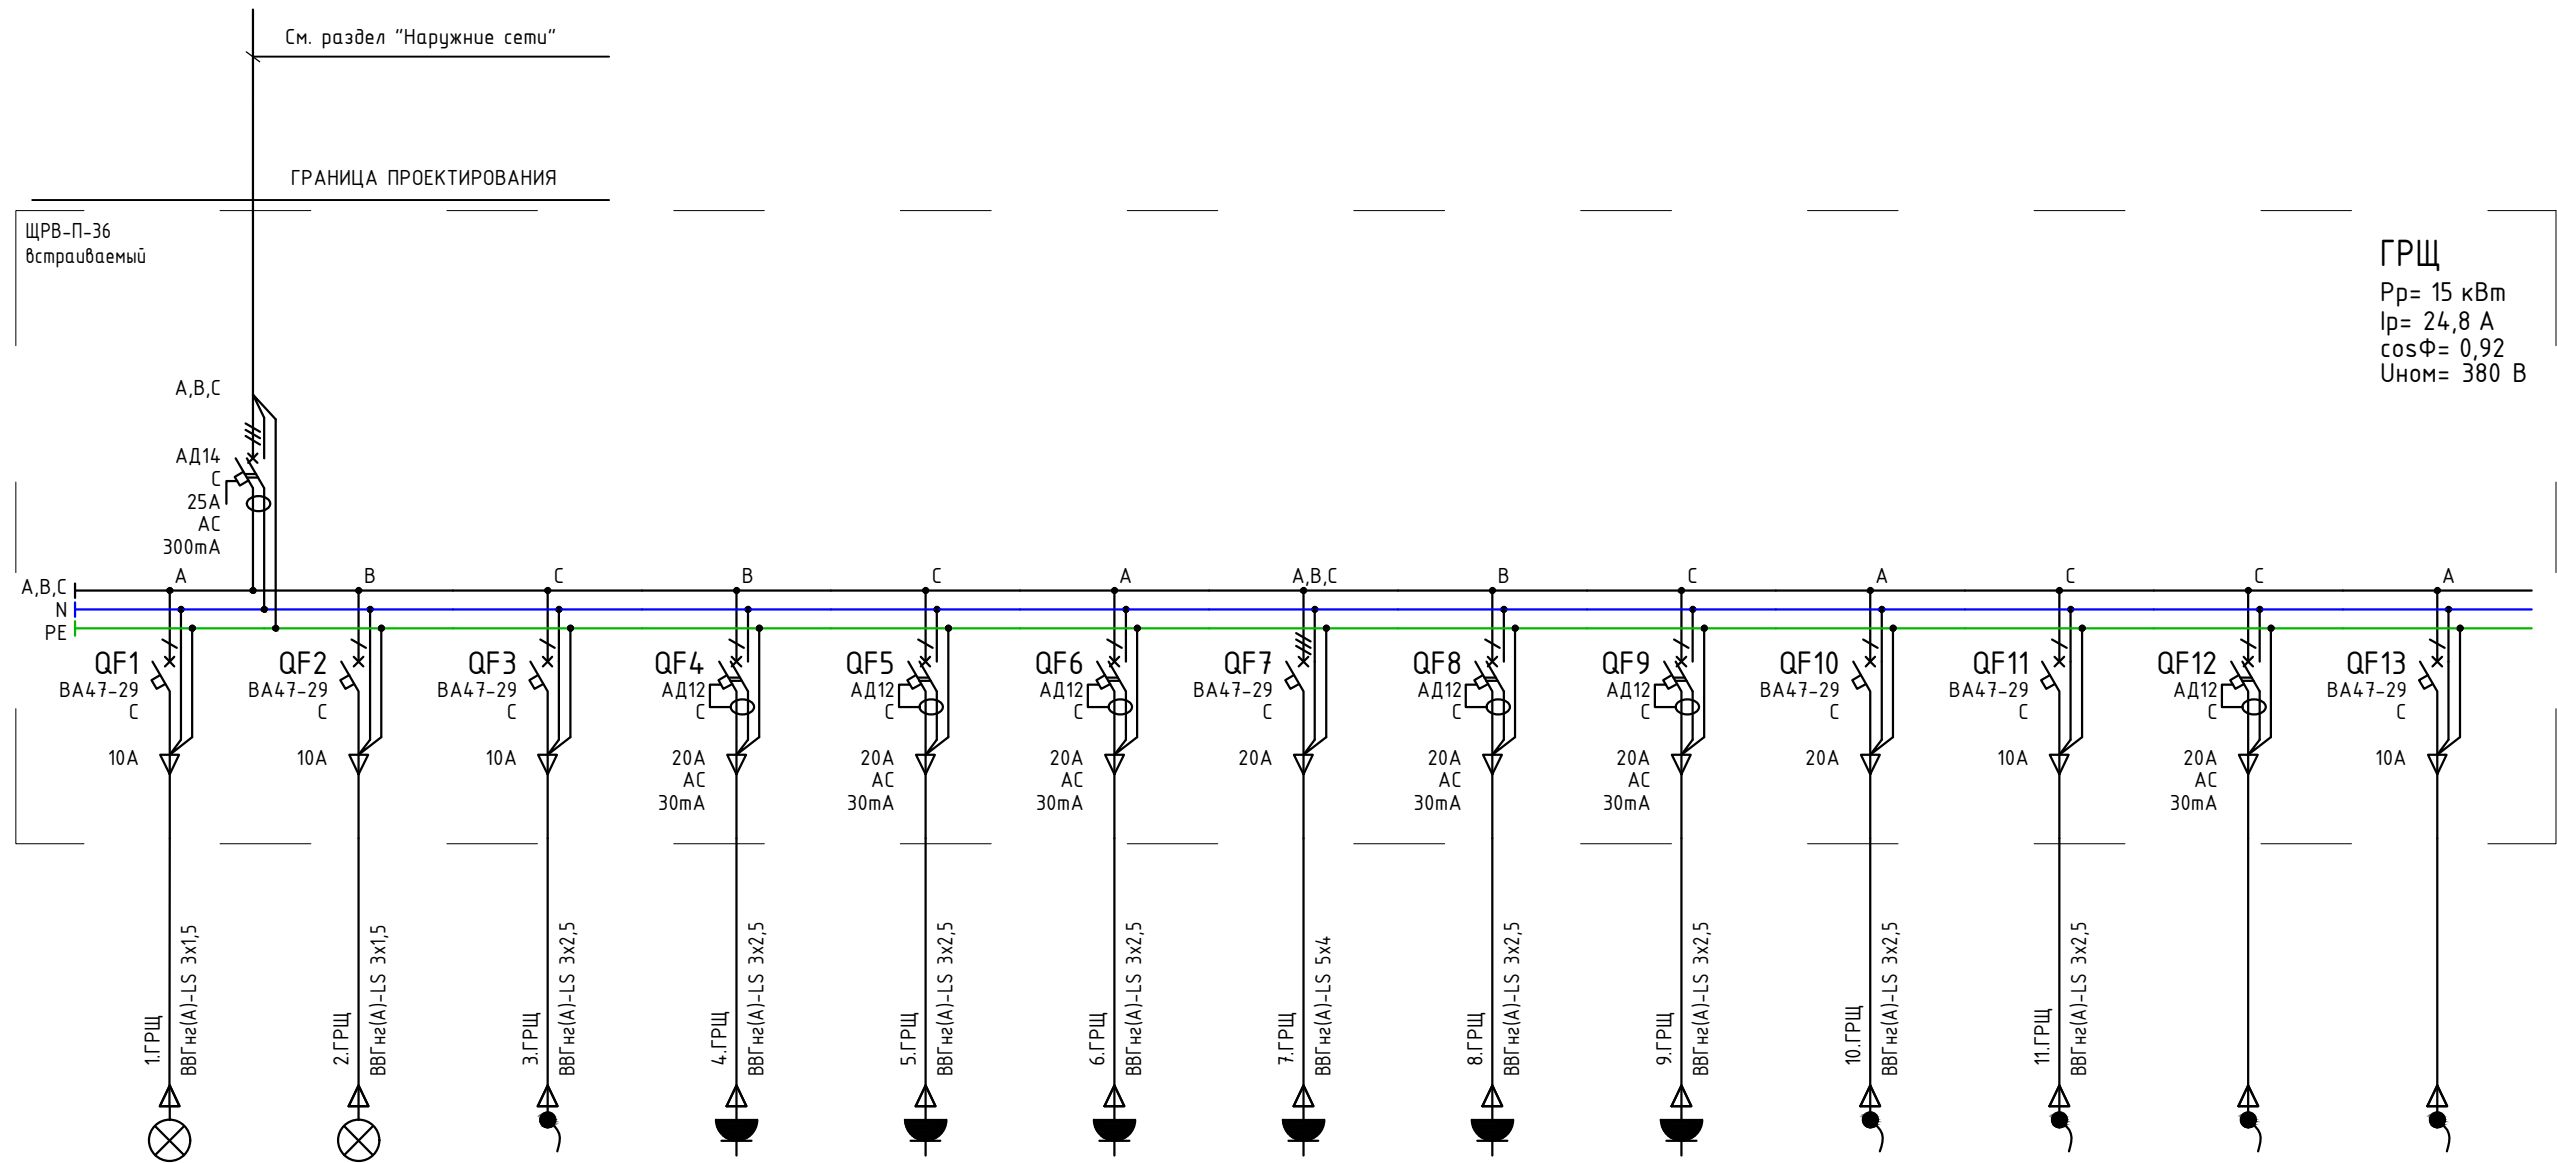 См. раздел "Наружние сети"
ГРАНИЦА ПРОЕКТИРОВАНИЯ
ЩРВ-П-36
встраиваемый
ГРЩ
Pр= 15 кВт
Iр= 24,8 А
cosФ= 0,92
Uном= 380 В
А,В,С
АД14
С
25А
АС
300mA
А,В,С
N
PE
А
В
С
В
С
А
А,В,С
В
С
А
С
С
А
QF1
ВА47-29
С
10А
QF2
ВА47-29
С
10А
QF3
ВА47-29
С
10А
QF4
АД12
С
20А
АС
30mA
QF5
АД12
С
20А
АС
30mA
QF6
АД12
С
20А
АС
30mA
QF7
ВА47-29
С
20А
QF8
АД12
С
20А
АС
30mA
QF9
АД12
С
20А
АС
30mA
QF10
ВА47-29
С
20А
QF11
ВА47-29
С
10А
QF12
АД12
С
20А
АС
30mA
QF13
ВА47-29
С
10А
1.ГРЩ
ВВГнг(А)-LS 3х1,5
2.ГРЩ
ВВГнг(А)-LS 3х1,5
3.ГРЩ
ВВГнг(А)-LS 3х2,5
4.ГРЩ
ВВГнг(А)-LS 3х2,5
5.ГРЩ
ВВГнг(А)-LS 3х2,5
6.ГРЩ
ВВГнг(А)-LS 3х2,5
7.ГРЩ
ВВГнг(А)-LS 5х4
8.ГРЩ
ВВГнг(А)-LS 3х2,5
9.ГРЩ
ВВГнг(А)-LS 3х2,5
10.ГРЩ
ВВГнг(А)-LS 3х2,5
11.ГРЩ
ВВГнг(А)-LS 3х2,5